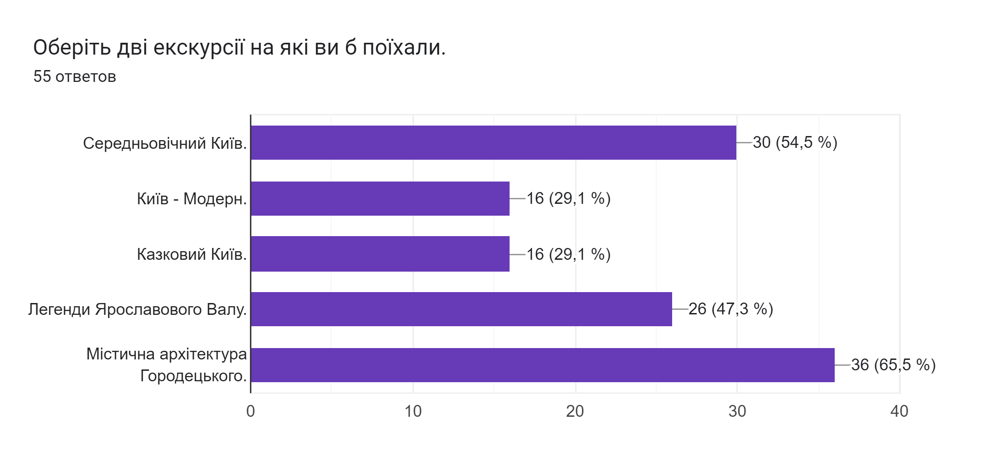 Оберіть дві екскурсії на які ви б поїхали.
55 ответов
Середньовічний Київ.
30 (54,5 %)
Київ - Модерн.
16 (29,1 %)
Казковий Київ.
16 (29,1 %)
Легенди Ярославового Валу.
26 (47,3 %)
Містична архітектура
Городецького.
36 (65,5 %)
0 10 20 30 40